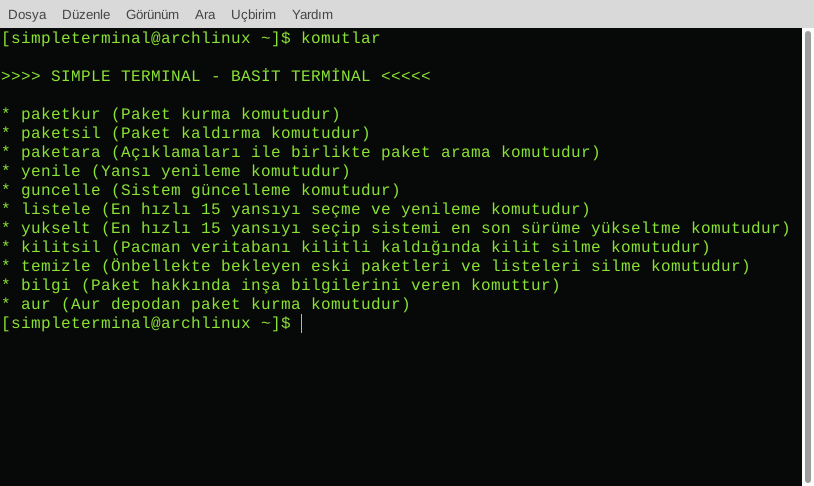 Dosya Düzenle Görünüm Ara Uçbirim Yardım
[simpleterminal@archlinux ~]$ komutlar
>>>> SIMPLE TERMINAL - BASİT TERMİNAL <<<<<
* paketkur (Paket kurma komutudur)
* paketsil (Paket kaldırma komutudur)
* paketara (Açıklamaları ile birlikte paket arama komutudur)
* yenile (Yansı yenileme komutudur)
* guncelle (Sistem güncelleme komutudur)
* listele (En hızlı 15 yansıyı seçme ve yenileme komutudur)
* yukselt (En hızlı 15 yansıyı seçip sistemi en son sürüme yükseltme komutudur)
* kilitsil (Pacman veritabanı kilitli kaldığında kilit silme komutudur)
* temizle (Önbellekte bekleyen eski paketleri ve listeleri silme komutudur)
* bilgi (Paket hakkında inşa bilgilerini veren komuttur)
* aur (Aur depodan paket kurma komutudur)
[simpleterminal@archlinux ~]$